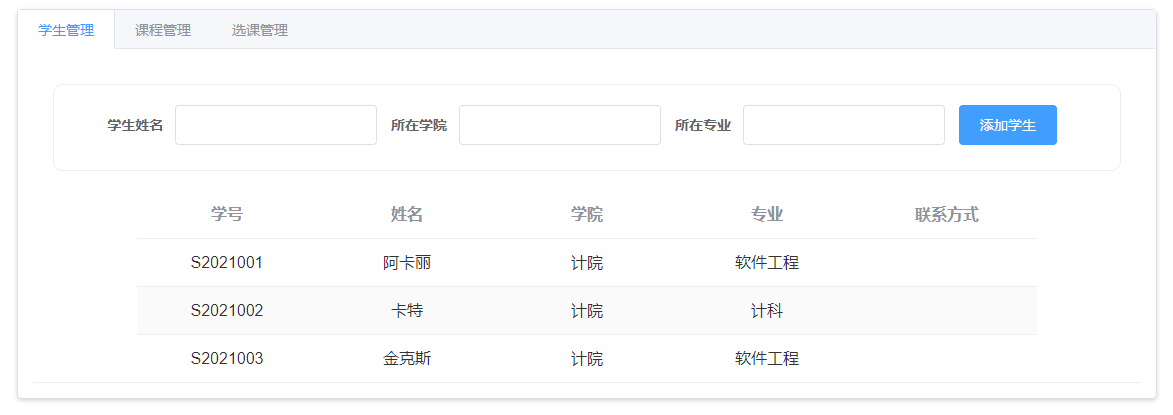 学生管理 课程管理 选课管理
学生姓名 所在学院 所在专业 添加学生
学号 姓名 学院 专业 联系方式
S2021001 阿卡丽 计院 软件工程
S2021002 卡特 计院 计科
S2021003 金克斯 计院 软件工程